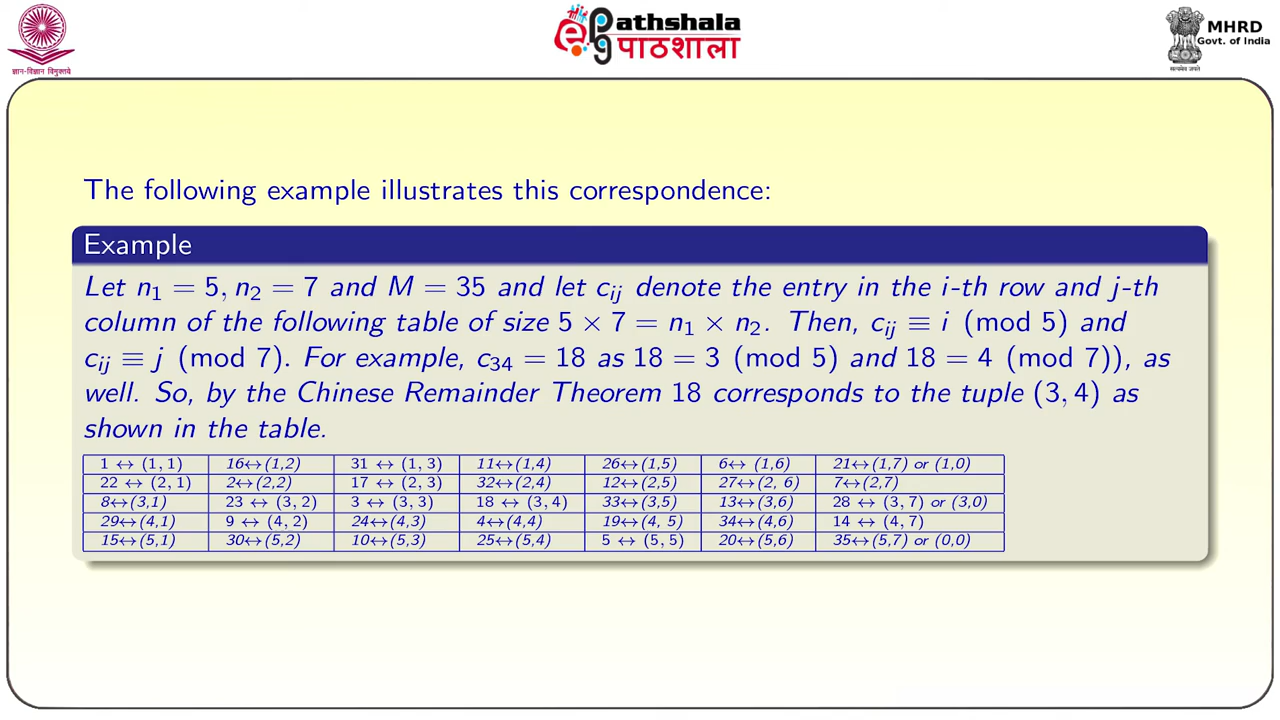 ज्ञान-विज्ञान विमुक्तये
ePG Pathshala
पाठशाला
MHRD
Govt. of India
सत्यमेव जयते
The following example illustrates this correspondence:
Example
Let n₁ = 5, n₂ = 7 and M = 35 and let cᵢⱼ denote the entry in the i-th row and j-th
column of the following table of size 5 × 7 = n₁ × n₂. Then, cᵢⱼ ≡ i (mod 5) and
cᵢⱼ ≡ j (mod 7). For example, c₃₄ = 18 as 18 = 3 (mod 5) and 18 = 4 (mod 7)), as
well. So, by the Chinese Remainder Theorem 18 corresponds to the tuple (3, 4) as
shown in the table.
1 ↔ (1, 1) 16↔(1,2) 31 ↔ (1, 3) 11↔(1,4) 26↔(1,5) 6↔ (1,6) 21↔(1,7) or (1,0)
22 ↔ (2, 1) 2↔(2,2) 17 ↔ (2, 3) 32↔(2,4) 12↔(2,5) 27↔(2, 6) 7↔(2,7)
8↔(3,1) 23 ↔ (3, 2) 3 ↔ (3, 3) 18 ↔ (3, 4) 33↔(3,5) 13↔(3,6) 28 ↔ (3, 7) or (3,0)
29↔(4,1) 9 ↔ (4, 2) 24↔(4,3) 4↔(4,4) 19↔(4, 5) 34↔(4,6) 14 ↔ (4, 7)
15↔(5,1) 30↔(5,2) 10↔(5,3) 25↔(5,4) 5 ↔ (5, 5) 20↔(5,6) 35↔(5,7) or (0,0)